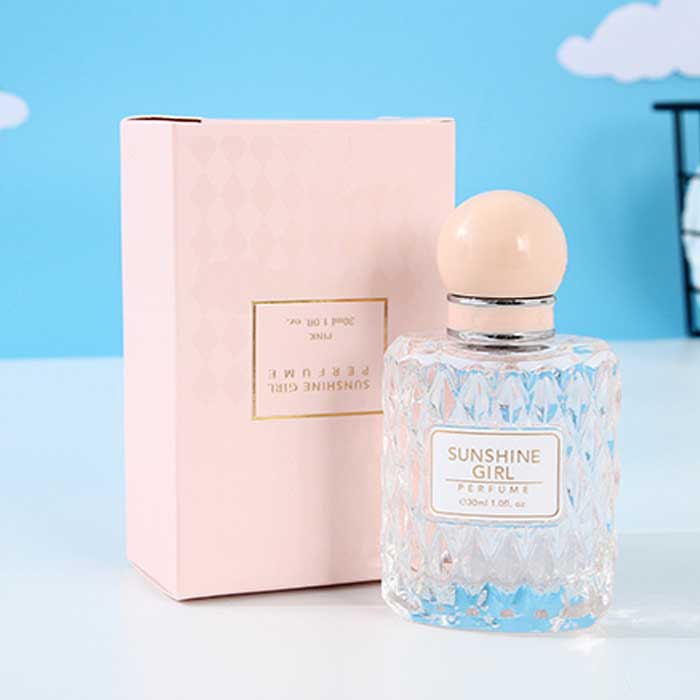 SUNSHINE GIRL
PERFUME
PINK
30ml 1.0fl. oz.
SUNSHINE
GIRL
PERFUME
℮30ml 1.0fl. oz